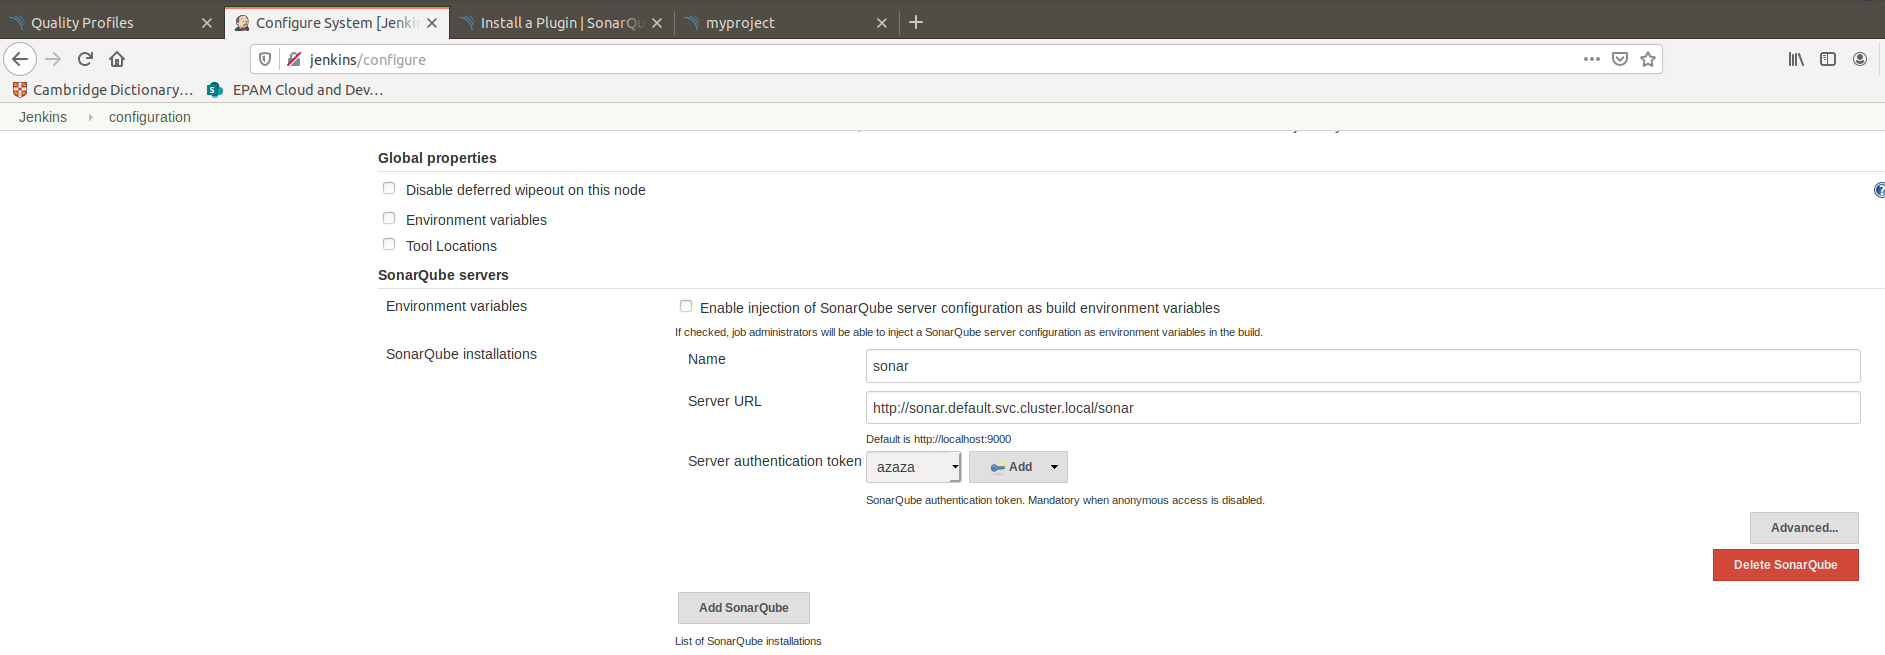 Quality Profiles
Configure System [Jenki
Install a Plugin | SonarQu
myproject
jenkins/configure
Cambridge Dictionary...
EPAM Cloud and Dev...
Jenkins
configuration
Global properties
Disable deferred wipeout on this node
Environment variables
Tool Locations
SonarQube servers
Environment variables
Enable injection of SonarQube server configuration as build environment variables
If checked, job administrators will be able to inject a SonarQube server configuration as environment variables in the build.
SonarQube installations
Name
sonar
Server URL
http://sonar.default.svc.cluster.local/sonar
Default is http://localhost:9000
Server authentication token
azaza
Add
SonarQube authentication token. Mandatory when anonymous access is disabled.
Advanced...
Delete SonarQube
Add SonarQube
List of SonarQube installations